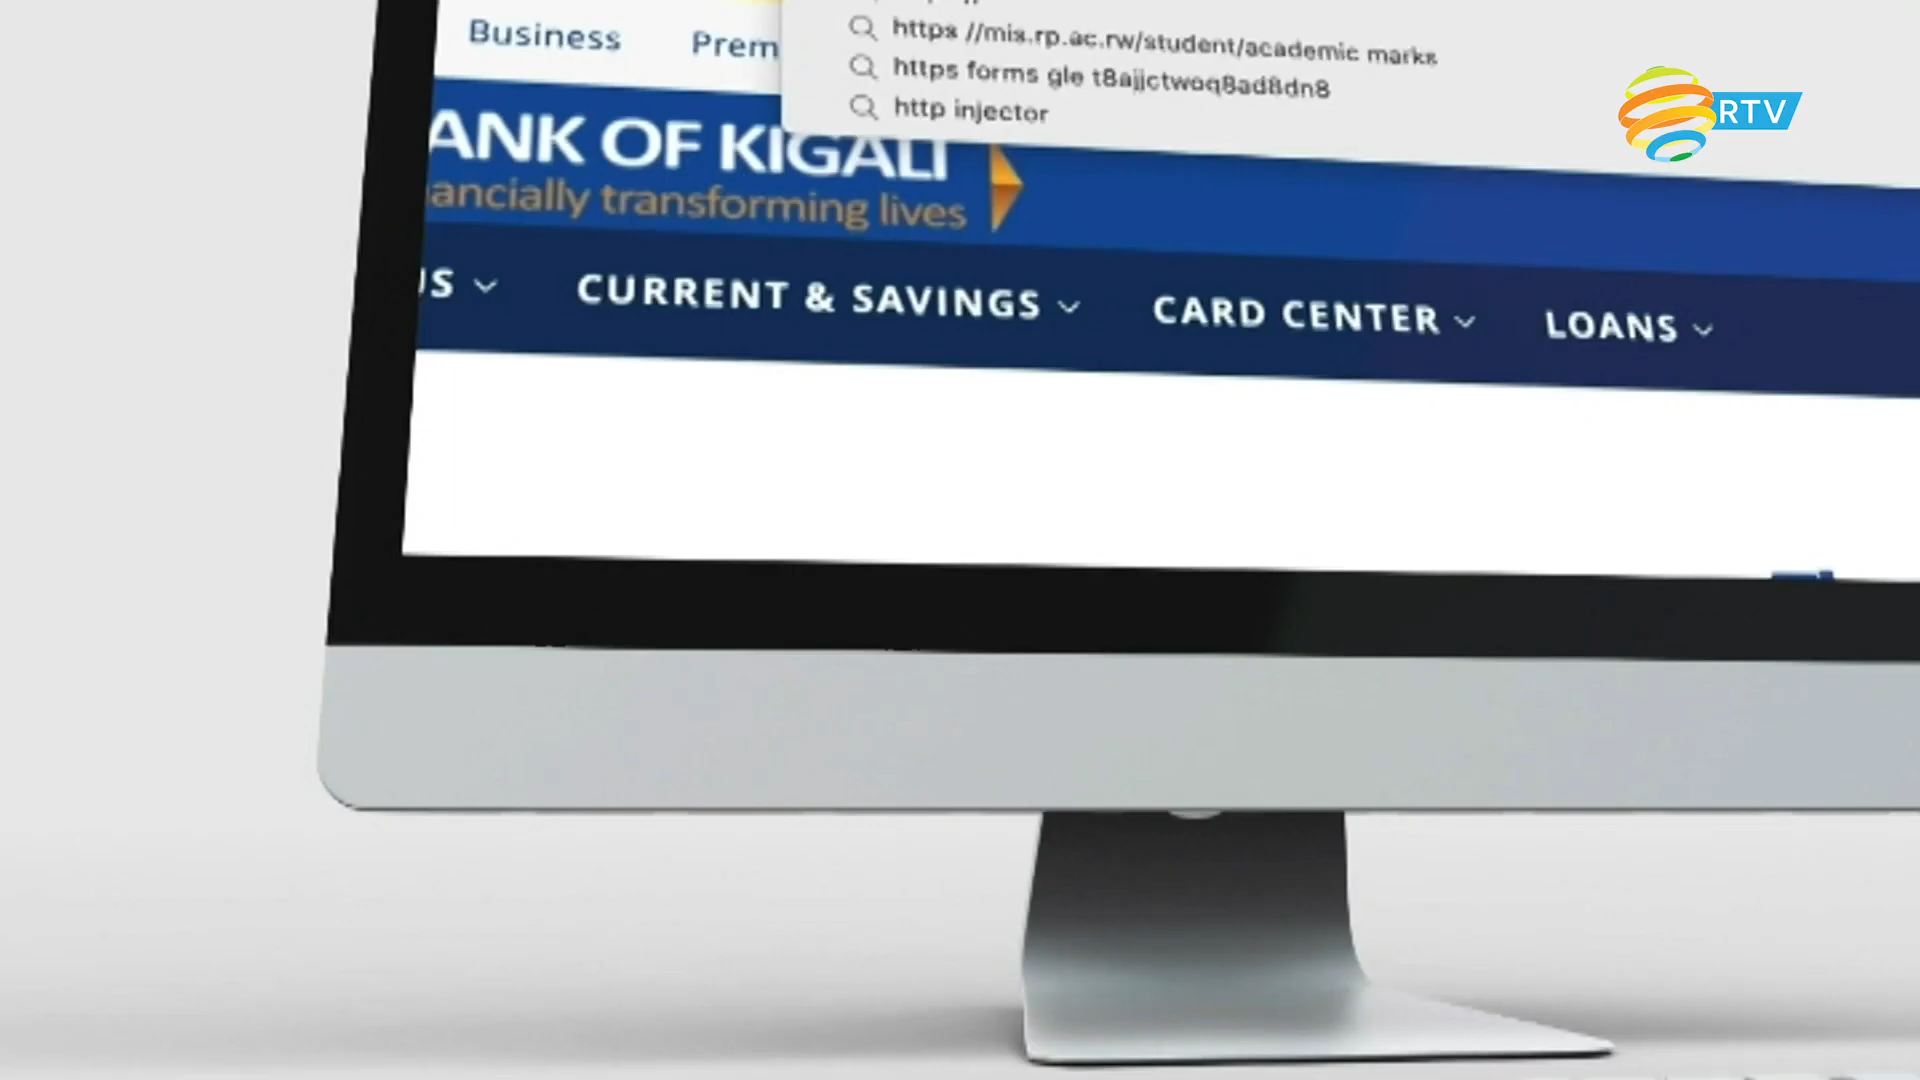 https //mis.rp.ac.rw/student/academic marks
https forms gle t8ajjctwoq8ad8dn8
http injector
Business Prem
RTV
ANK OF KIGALI
ancially transforming lives
US CURRENT & SAVINGS CARD CENTER LOANS